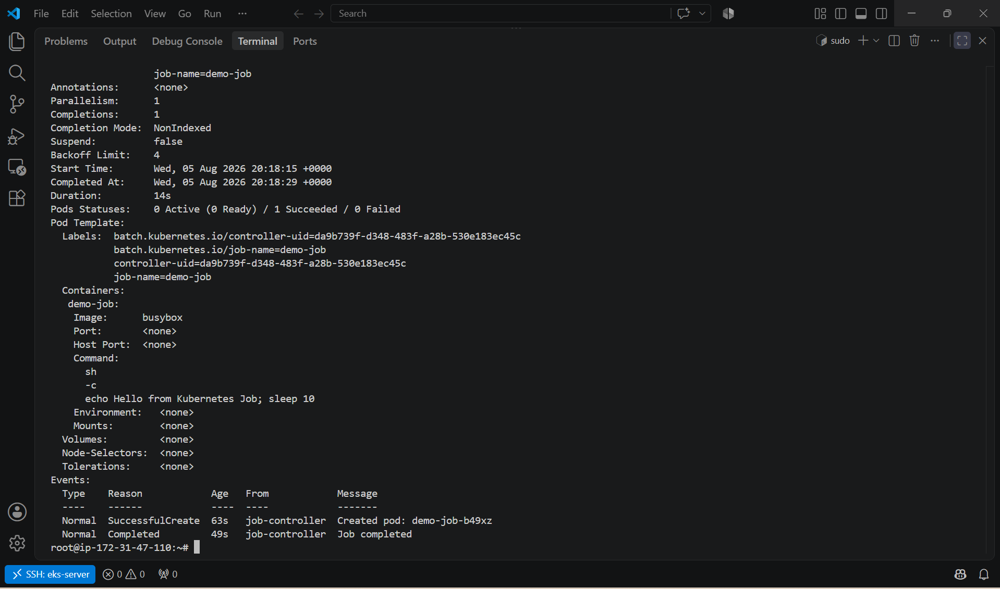 File Edit Selection View Go Run ··· Search
Problems Output Debug Console Terminal Ports sudo
job-name=demo-job
Annotations: <none>
Parallelism: 1
Completions: 1
Completion Mode: NonIndexed
Suspend: false
Backoff Limit: 4
Start Time: Wed, 05 Aug 2026 20:18:15 +0000
Completed At: Wed, 05 Aug 2026 20:18:29 +0000
Duration: 14s
Pods Statuses: 0 Active (0 Ready) / 1 Succeeded / 0 Failed
Pod Template:
Labels: batch.kubernetes.io/controller-uid=da9b739f-d348-483f-a28b-530e183ec45c
batch.kubernetes.io/job-name=demo-job
controller-uid=da9b739f-d348-483f-a28b-530e183ec45c
job-name=demo-job
Containers:
demo-job:
Image: busybox
Port: <none>
Host Port: <none>
Command:
sh
-c
echo Hello from Kubernetes Job; sleep 10
Environment: <none>
Mounts: <none>
Volumes: <none>
Node-Selectors: <none>
Tolerations: <none>
Events:
Type Reason Age From Message
---- ------ ---- ---- -------
Normal SuccessfulCreate 63s job-controller Created pod: demo-job-b49xz
Normal Completed 49s job-controller Job completed
root@ip-172-31-47-110:~#
SSH: eks-server 0 0 0